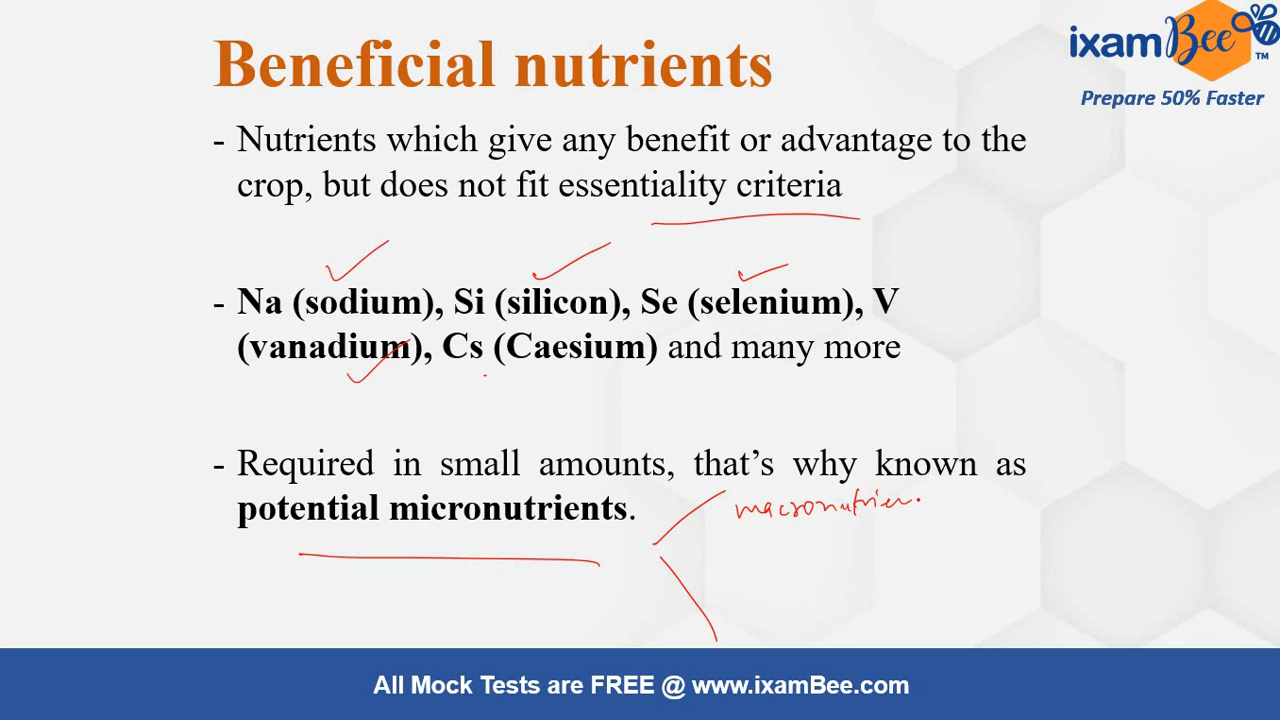 ixamBee™
Prepare 50% Faster
Beneficial nutrients
- Nutrients which give any benefit or advantage to the
crop, but does not fit essentiality criteria
- Na (sodium), Si (silicon), Se (selenium), V
(vanadium), Cs (Caesium) and many more
- Required in small amounts, that’s why known as
potential micronutrients.
macronutrien.
All Mock Tests are FREE @ www.ixamBee.com